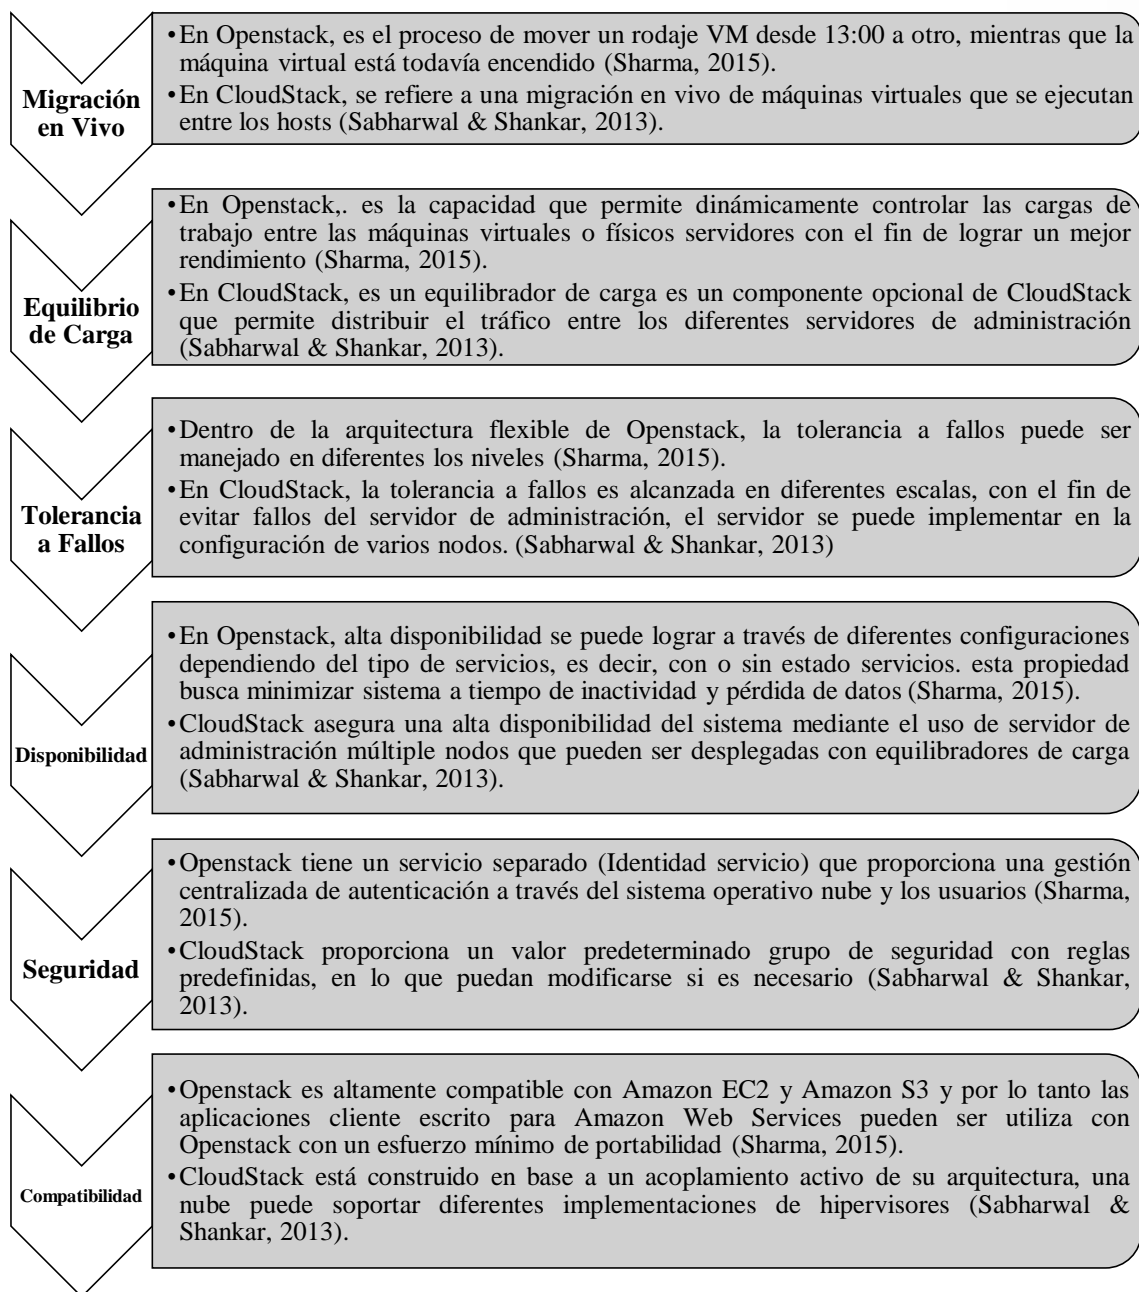 Migración
en Vivo
•En Openstack, es el proceso de mover un rodaje VM desde 13:00 a otro, mientras que la
máquina virtual está todavía encendido (Sharma, 2015).
•En CloudStack, se refiere a una migración en vivo de máquinas virtuales que se ejecutan
entre los hosts (Sabharwal & Shankar, 2013).
Equilibrio
de Carga
•En Openstack,. es la capacidad que permite dinámicamente controlar las cargas de
trabajo entre las máquinas virtuales o físicos servidores con el fin de lograr un mejor
rendimiento (Sharma, 2015).
•En CloudStack, es un equilibrador de carga es un componente opcional de CloudStack
que permite distribuir el tráfico entre los diferentes servidores de administración
(Sabharwal & Shankar, 2013).
Tolerancia
a Fallos
•Dentro de la arquitectura flexible de Openstack, la tolerancia a fallos puede ser
manejado en diferentes los niveles (Sharma, 2015).
•En CloudStack, la tolerancia a fallos es alcanzada en diferentes escalas, con el fin de
evitar fallos del servidor de administración, el servidor se puede implementar en la
configuración de varios nodos. (Sabharwal & Shankar, 2013)
Disponibilidad
•En Openstack, alta disponibilidad se puede lograr a través de diferentes configuraciones
dependiendo del tipo de servicios, es decir, con o sin estado servicios. esta propiedad
busca minimizar sistema a tiempo de inactividad y pérdida de datos (Sharma, 2015).
•CloudStack asegura una alta disponibilidad del sistema mediante el uso de servidor de
administración múltiple nodos que pueden ser desplegadas con equilibradores de carga
(Sabharwal & Shankar, 2013).
Seguridad
•Openstack tiene un servicio separado (Identidad servicio) que proporciona una gestión
centralizada de autenticación a través del sistema operativo nube y los usuarios (Sharma,
2015).
•CloudStack proporciona un valor predeterminado grupo de seguridad con reglas
predefinidas, en lo que puedan modificarse si es necesario (Sabharwal & Shankar,
2013).
Compatibilidad
•Openstack es altamente compatible con Amazon EC2 y Amazon S3 y por lo tanto las
aplicaciones cliente escrito para Amazon Web Services pueden ser utiliza con
Openstack con un esfuerzo mínimo de portabilidad (Sharma, 2015).
•CloudStack está construido en base a un acoplamiento activo de su arquitectura, una
nube puede soportar diferentes implementaciones de hipervisores (Sabharwal &
Shankar, 2013).